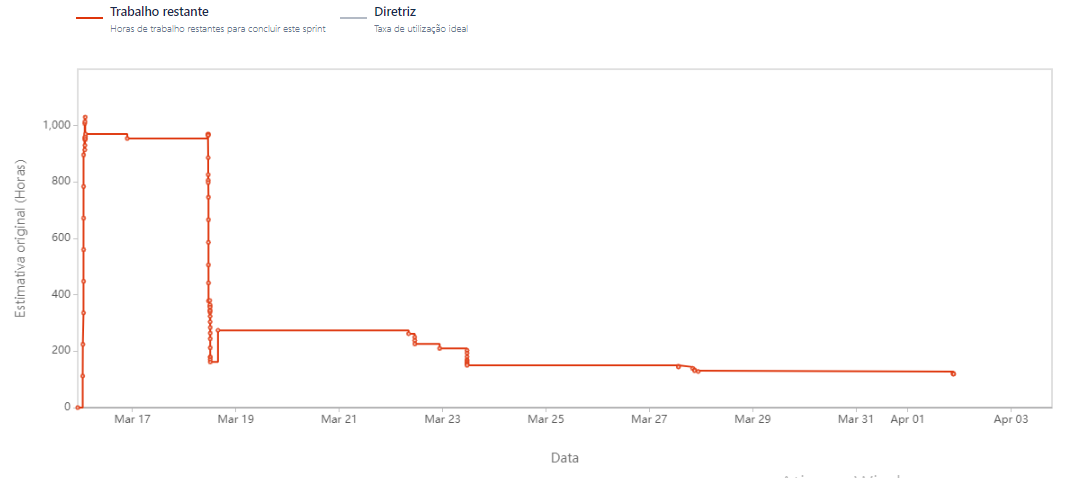 Trabalho restante
Horas de trabalho restantes para concluir este sprint
Diretriz
Taxa de utilização ideal
Estimativa original (Horas)
1,000
800
600
400
200
0
Mar 17 Mar 19 Mar 21 Mar 23 Mar 25 Mar 27 Mar 29 Mar 31 Apr 01 Apr 03
Data